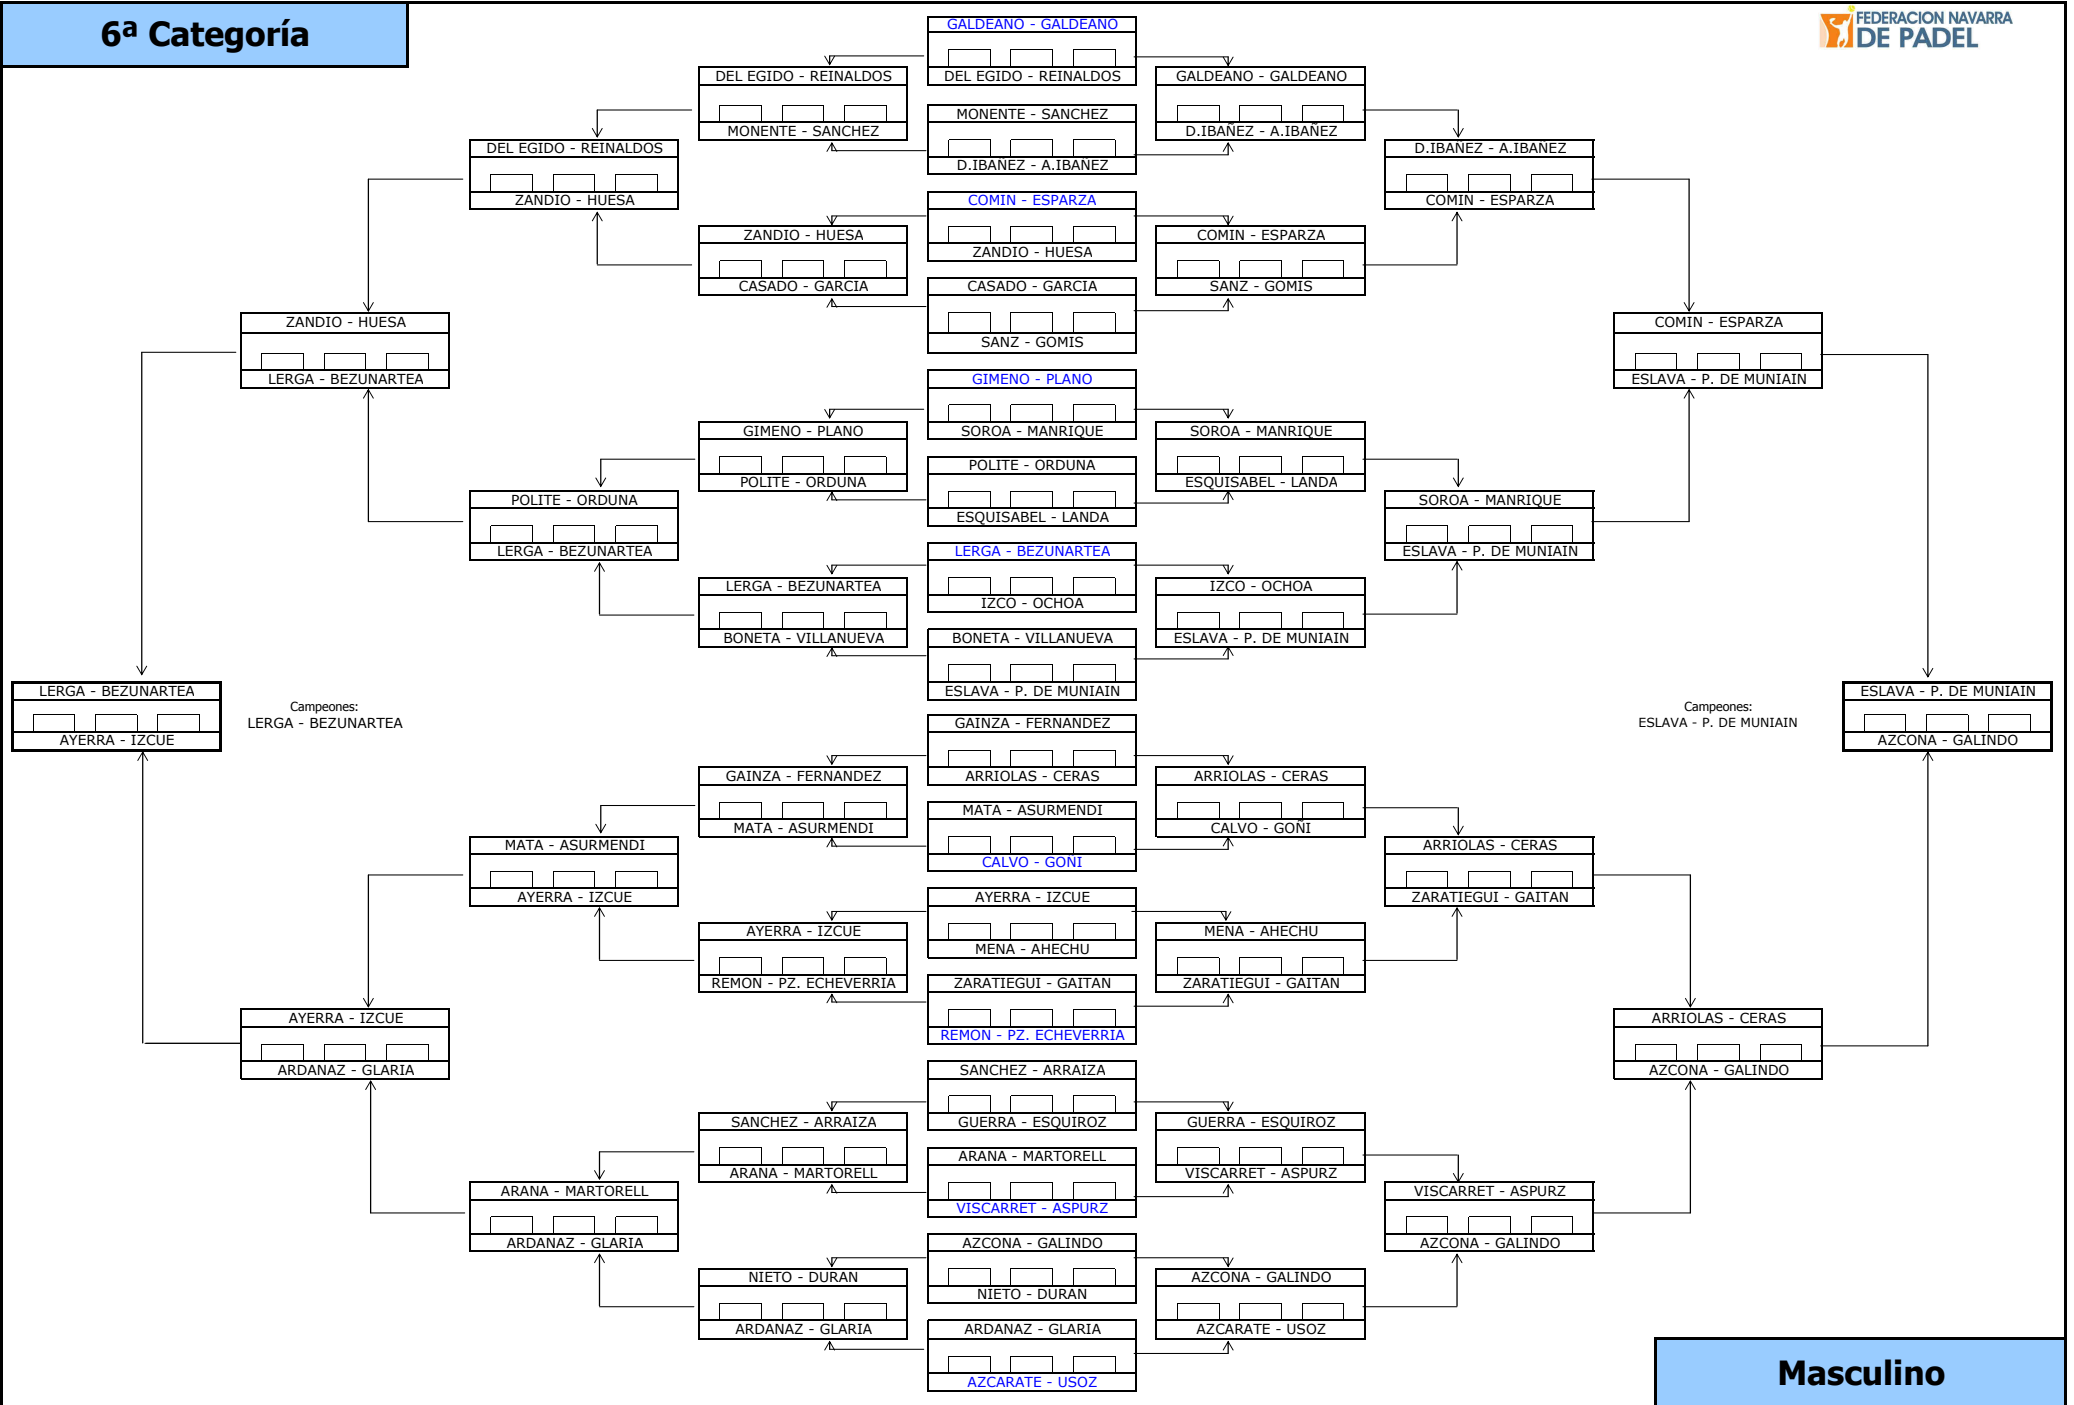 6ª Categoría
FEDERACION NAVARRA
DE PADEL
GALDEANO - GALDEANO
DEL EGIDO - REINALDOS
MONENTE - SANCHEZ
D.IBAÑEZ - A.IBAÑEZ
COMIN - ESPARZA
ZANDIO - HUESA
CASADO - GARCIA
SANZ - GOMIS
GIMENO - PLANO
SOROA - MANRIQUE
POLITE - ORDUNA
ESQUISABEL - LANDA
LERGA - BEZUNARTEA
IZCO - OCHOA
BONETA - VILLANUEVA
ESLAVA - P. DE MUNIAIN
GAINZA - FERNANDEZ
ARRIOLAS - CERAS
MATA - ASURMENDI
CALVO - GOÑI
AYERRA - IZCUE
MENA - AHECHU
ZARATIEGUI - GAITAN
REMON - PZ. ECHEVERRIA
SANCHEZ - ARRAIZA
GUERRA - ESQUIROZ
ARANA - MARTORELL
VISCARRET - ASPURZ
AZCONA - GALINDO
NIETO - DURAN
ARDANAZ - GLARIA
AZCARATE - USOZ
DEL EGIDO - REINALDOS
MONENTE - SANCHEZ
ZANDIO - HUESA
CASADO - GARCIA
GIMENO - PLANO
POLITE - ORDUNA
LERGA - BEZUNARTEA
BONETA - VILLANUEVA
GAINZA - FERNANDEZ
MATA - ASURMENDI
AYERRA - IZCUE
REMON - PZ. ECHEVERRIA
SANCHEZ - ARRAIZA
ARANA - MARTORELL
NIETO - DURAN
ARDANAZ - GLARIA
DEL EGIDO - REINALDOS
ZANDIO - HUESA
POLITE - ORDUNA
LERGA - BEZUNARTEA
MATA - ASURMENDI
AYERRA - IZCUE
ARANA - MARTORELL
ARDANAZ - GLARIA
ZANDIO - HUESA
LERGA - BEZUNARTEA
AYERRA - IZCUE
ARDANAZ - GLARIA
LERGA - BEZUNARTEA
AYERRA - IZCUE
Campeones:
LERGA - BEZUNARTEA
GALDEANO - GALDEANO
D.IBAÑEZ - A.IBAÑEZ
COMIN - ESPARZA
SANZ - GOMIS
SOROA - MANRIQUE
ESQUISABEL - LANDA
IZCO - OCHOA
ESLAVA - P. DE MUNIAIN
ARRIOLAS - CERAS
CALVO - GOÑI
MENA - AHECHU
ZARATIEGUI - GAITAN
GUERRA - ESQUIROZ
VISCARRET - ASPURZ
AZCONA - GALINDO
AZCARATE - USOZ
D.IBAÑEZ - A.IBAÑEZ
COMIN - ESPARZA
SOROA - MANRIQUE
ESLAVA - P. DE MUNIAIN
ARRIOLAS - CERAS
ZARATIEGUI - GAITAN
VISCARRET - ASPURZ
AZCONA - GALINDO
COMIN - ESPARZA
ESLAVA - P. DE MUNIAIN
ARRIOLAS - CERAS
AZCONA - GALINDO
Campeones:
ESLAVA - P. DE MUNIAIN
ESLAVA - P. DE MUNIAIN
AZCONA - GALINDO
Masculino